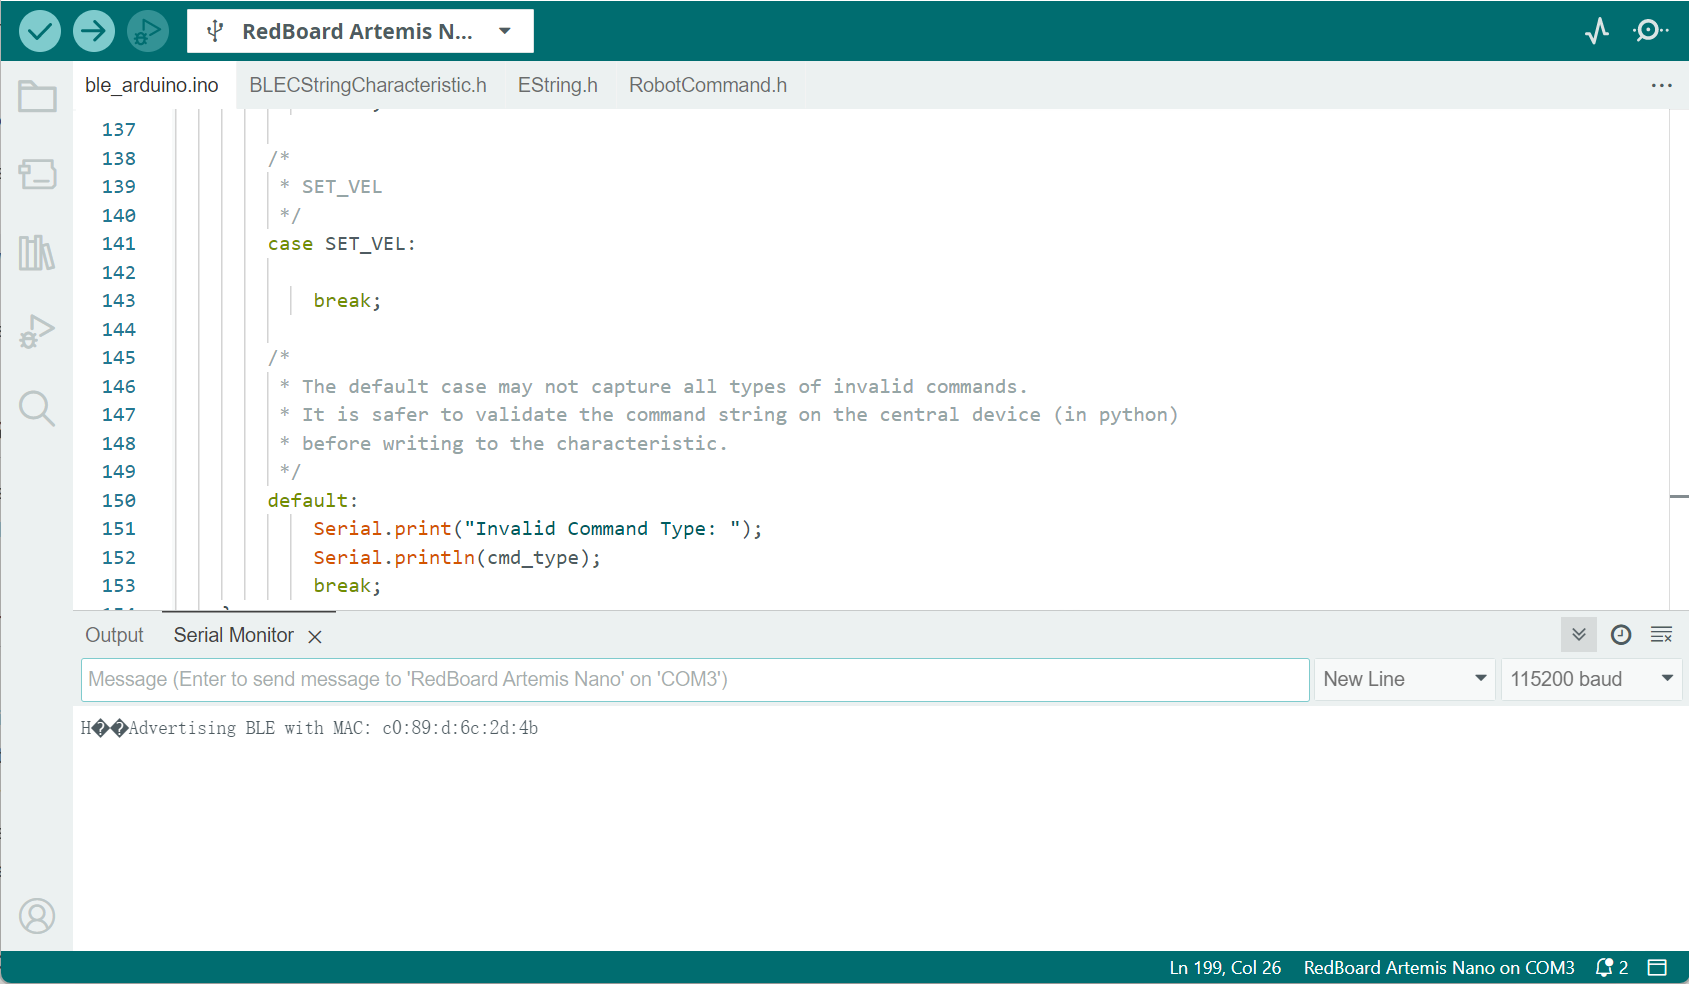 RedBoard Artemis N...
ble_arduino.ino BLECStringCharacteristic.h EString.h RobotCommand.h
137
138 /*
139 * SET_VEL
140 */
141 case SET_VEL:
142
143 break;
144
145 /*
146 * The default case may not capture all types of invalid commands.
147 * It is safer to validate the command string on the central device (in python)
148 * before writing to the characteristic.
149 */
150 default:
151 Serial.print("Invalid Command Type: ");
152 Serial.println(cmd_type);
153 break;
Output Serial Monitor
Message (Enter to send message to 'RedBoard Artemis Nano' on 'COM3') New Line 115200 baud
H��Advertising BLE with MAC: c0:89:d:6c:2d:4b
Ln 199, Col 26 RedBoard Artemis Nano on COM3 2